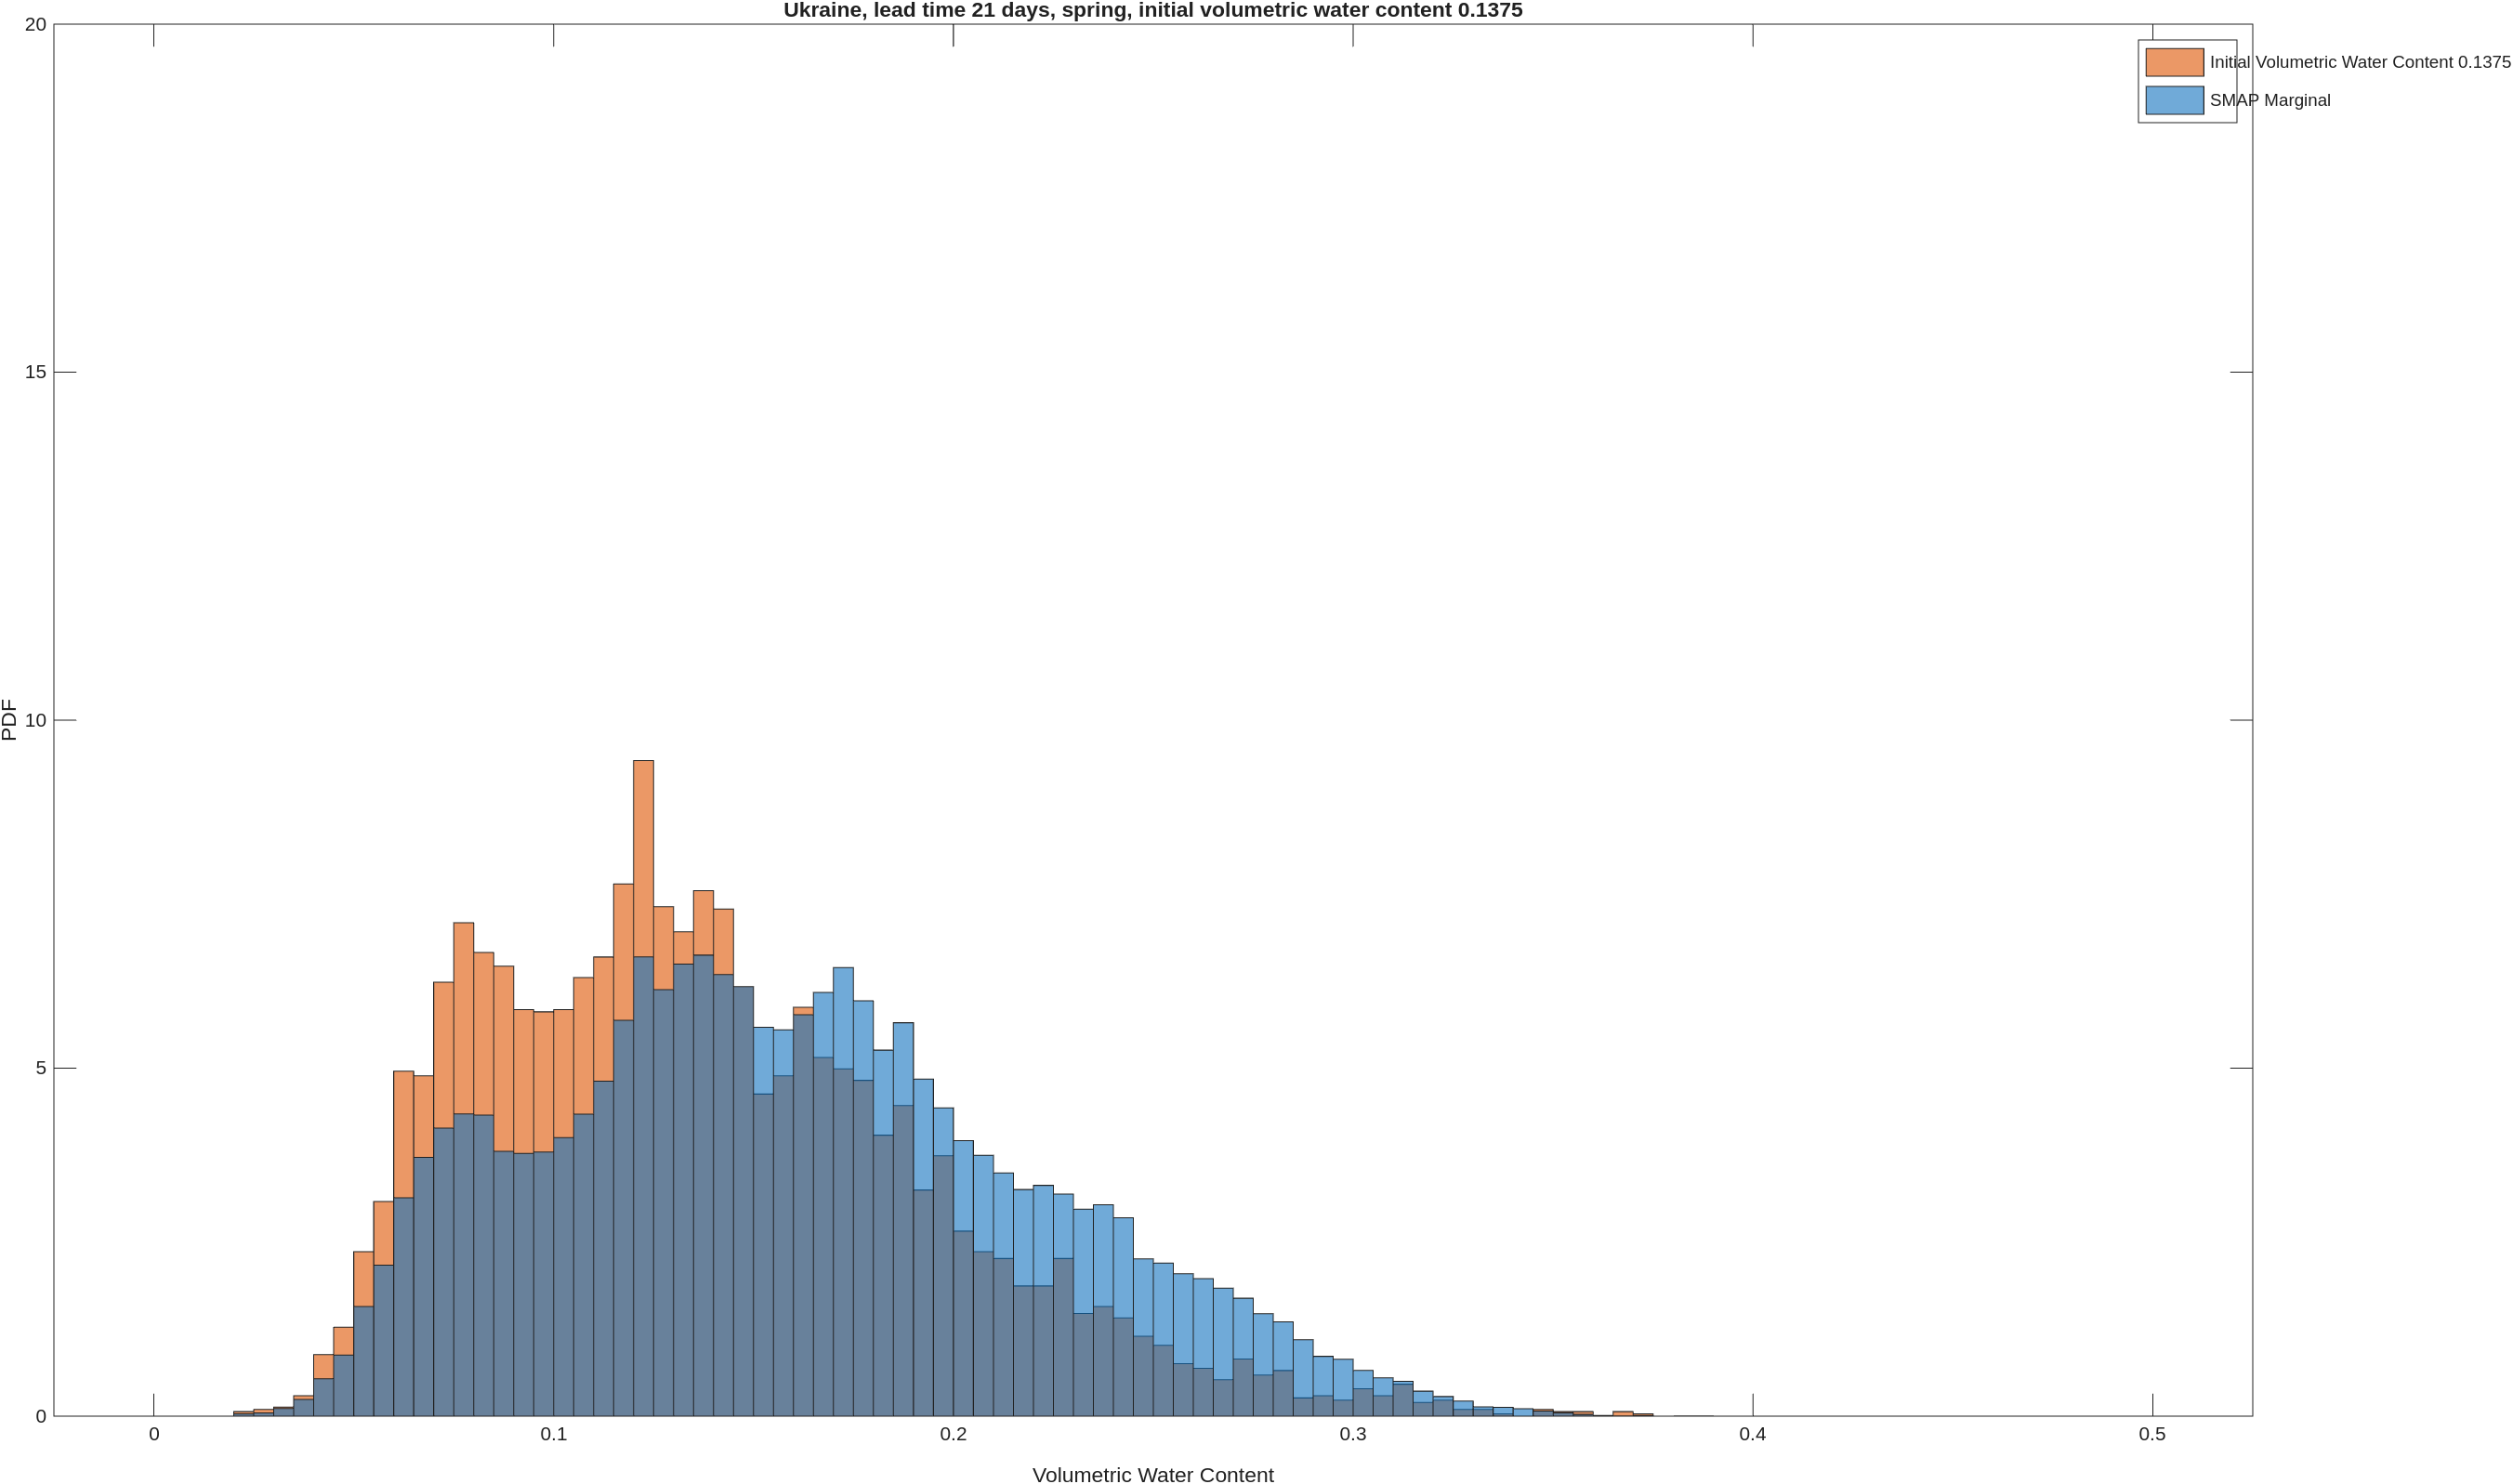 Ukraine, lead time 21 days, spring, initial volumetric water content 0.1375
20
Initial Volumetric Water Content 0.1375
SMAP Marginal
15
10
PDF
5
0
0 0.1 0.2 0.3 0.4 0.5
Volumetric Water Content